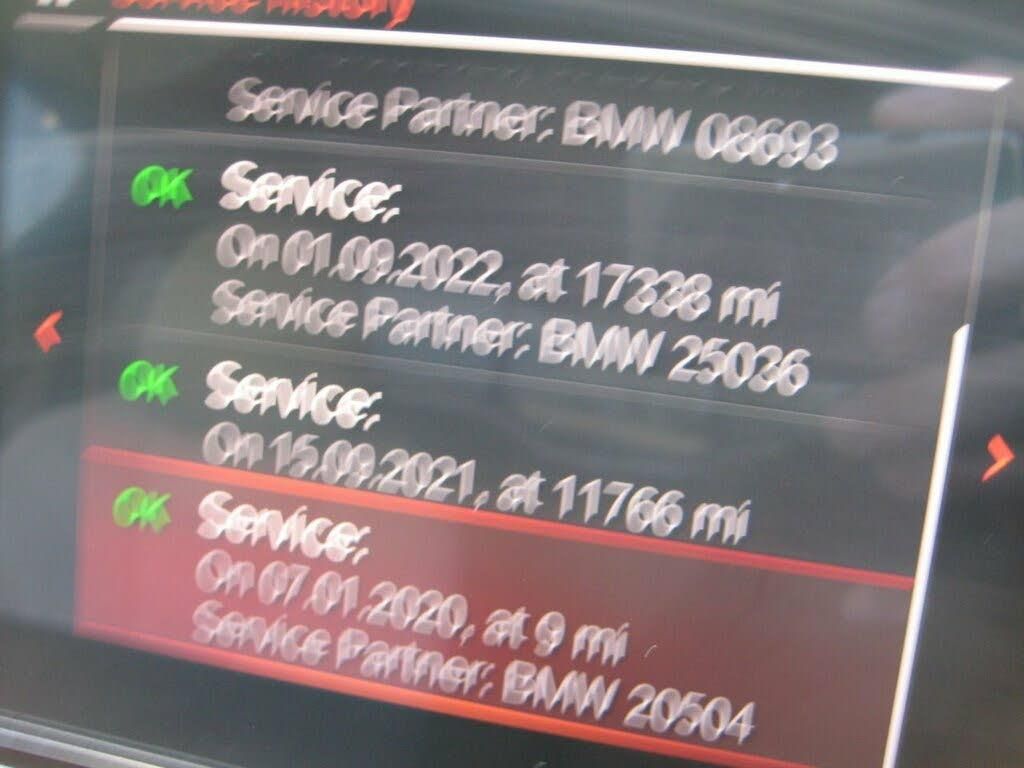 Service history
Service Partner: BMW 08693
OK Service:
On 01.09.2022, at 17338 mi
Service Partner: BMW 25036
OK Service:
On 15.09.2021, at 11766 mi
OK Service:
On 07.01.2020, at 9 mi
Service Partner: BMW 20504